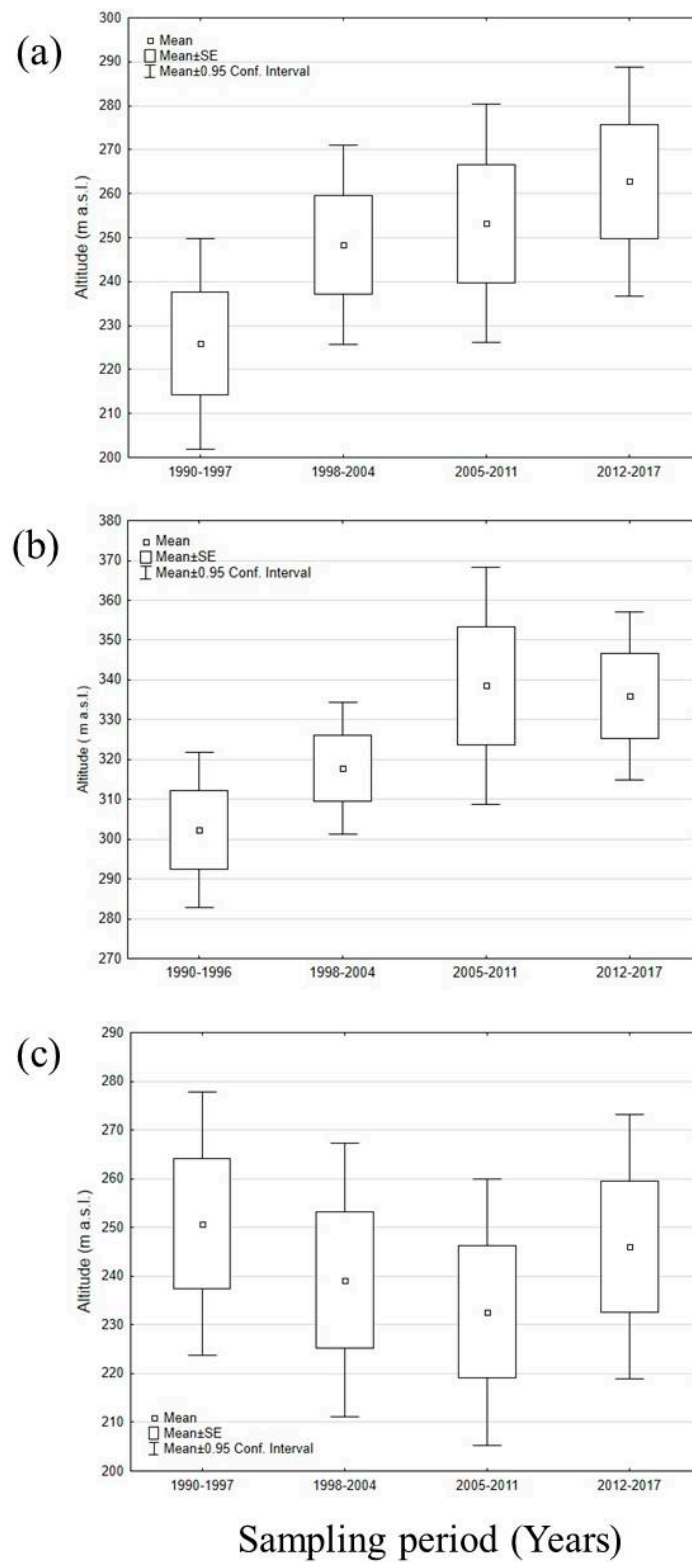 (a)
300
290
280
270
260
250
240
230
220
210
200
Altitude (m a.s.l.)
Mean
Mean±SE
Mean±0.95 Conf. Interval
1990-1997 1998-2004 2005-2011 2012-2017
(b)
380
370
360
350
340
330
320
310
300
290
280
270
Altitude ( m a.s.l.)
Mean
Mean±SE
Mean±0.95 Conf. Interval
1990-1996 1998-2004 2005-2011 2012-2017
(c)
290
280
270
260
250
240
230
220
210
200
Altitude (m a.s.l.)
Mean
Mean±SE
Mean±0.95 Conf. Interval
1990-1997 1998-2004 2005-2011 2012-2017
Sampling period (Years)